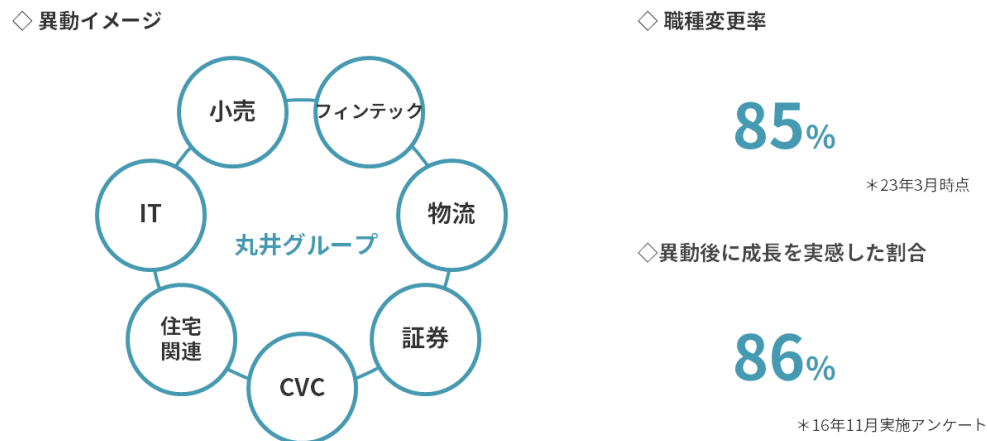 ◇ 異動イメージ
小売
フィンテック
IT
物流
丸井グループ
住宅
関連
証券
CVC
◇ 職種変更率
85%
＊23年3月時点
◇異動後に成長を実感した割合
86%
＊16年11月実施アンケート